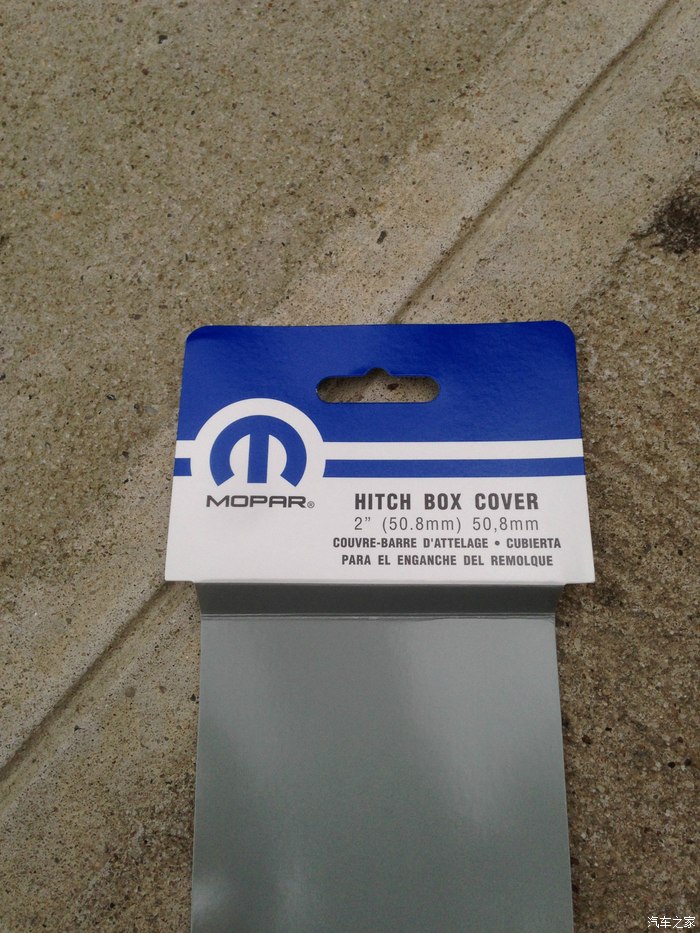 MOPAR®
HITCH BOX COVER
2” (50.8mm) 50,8mm
COUVRE-BARRE D'ATTELAGE • CUBIERTA
PARA EL ENGANCHE DEL REMOLQUE
汽车之家